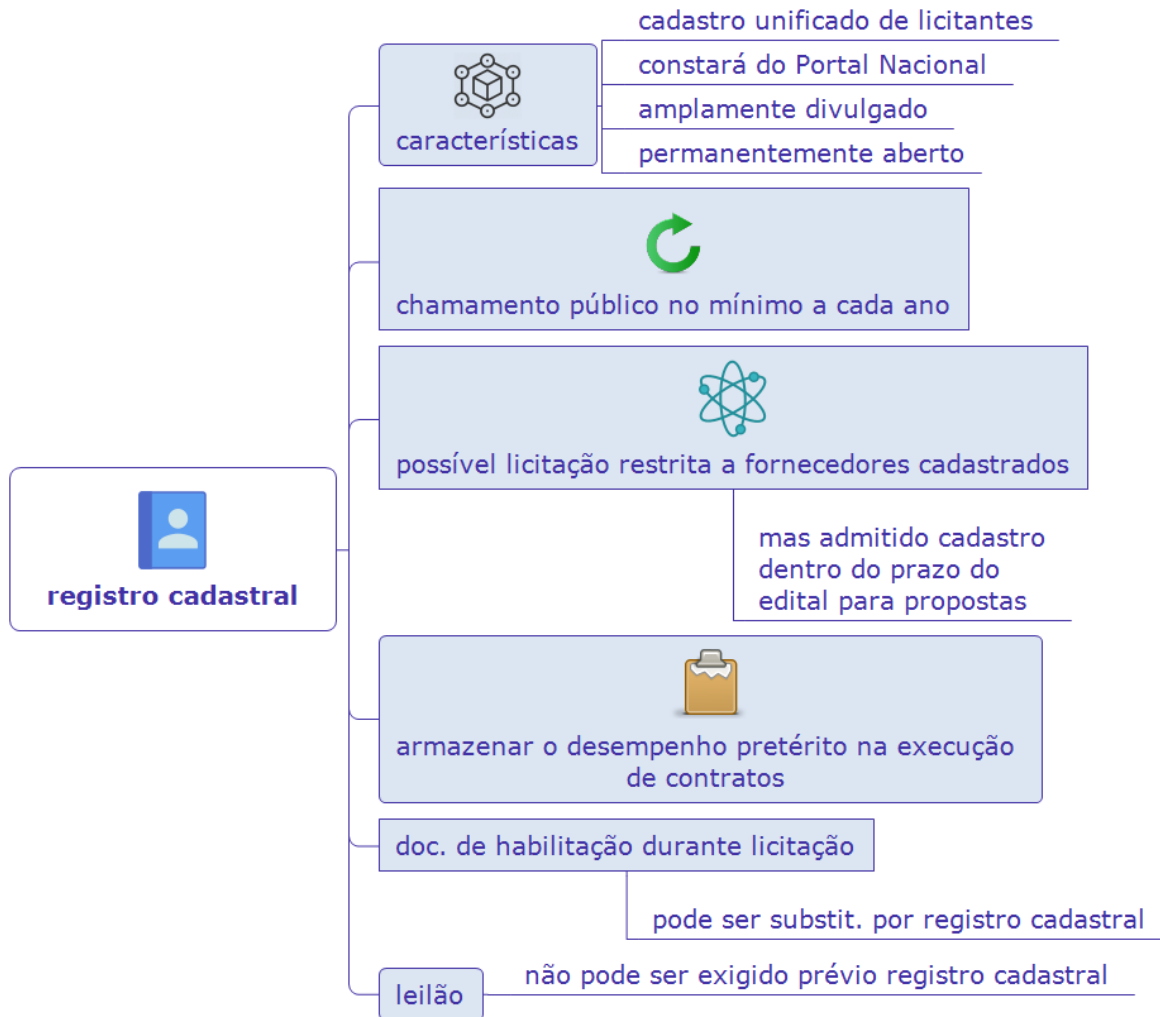 cadastro unificado de licitantes
constará do Portal Nacional
amplamente divulgado
permanentemente aberto
características
chamamento público no mínimo a cada ano
possível licitação restrita a fornecedores cadastrados
mas admitido cadastro
dentro do prazo do
edital para propostas
registro cadastral
armazenar o desempenho pretérito na execução
de contratos
doc. de habilitação durante licitação
pode ser substit. por registro cadastral
leilão
não pode ser exigido prévio registro cadastral